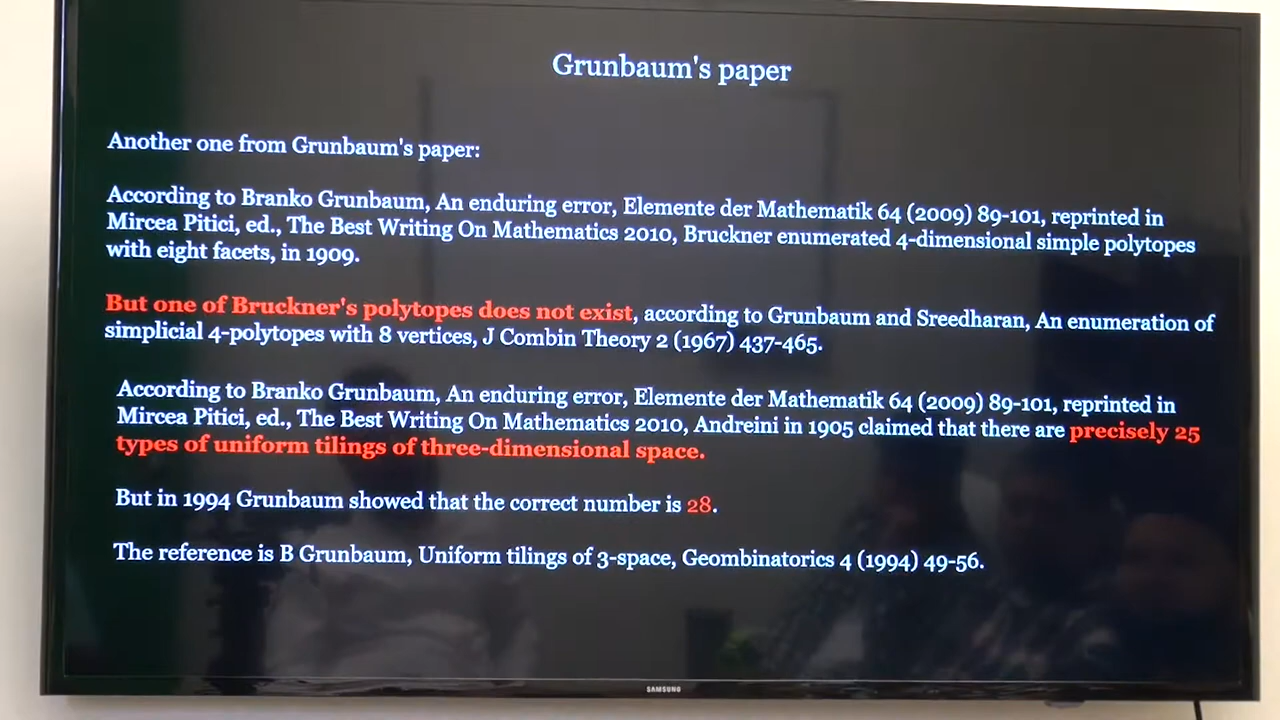 Grunbaum's paper
Another one from Grunbaum's paper:
According to Branko Grunbaum, An enduring error, Elemente der Mathematik 64 (2009) 89-101, reprinted in
Mircea Pitici, ed., The Best Writing On Mathematics 2010, Bruckner enumerated 4-dimensional simple polytopes
with eight facets, in 1909.
But one of Bruckner's polytopes does not exist, according to Grunbaum and Sreedharan, An enumeration of
simplicial 4-polytopes with 8 vertices, J Combin Theory 2 (1967) 437-465.
According to Branko Grunbaum, An enduring error, Elemente der Mathematik 64 (2009) 89-101, reprinted in
Mircea Pitici, ed., The Best Writing On Mathematics 2010, Andreini in 1905 claimed that there are precisely 25
types of uniform tilings of three-dimensional space.
But in 1994 Grunbaum showed that the correct number is 28.
The reference is B Grunbaum, Uniform tilings of 3-space, Geombinatorics 4 (1994) 49-56.
SAMSUNG